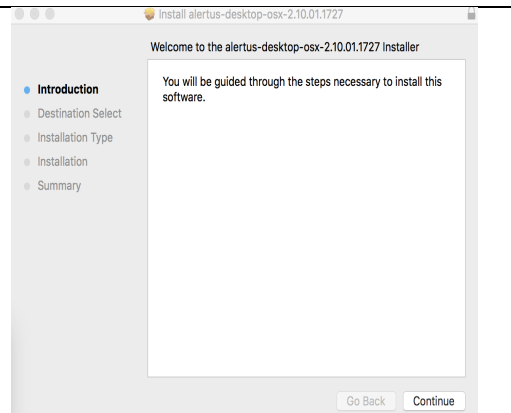 Install alertus-desktop-osx-2.10.01.1727
Welcome to the alertus-desktop-osx-2.10.01.1727 Installer
Introduction
Destination Select
Installation Type
Installation
Summary
You will be guided through the steps necessary to install this
software.
Go Back
Continue